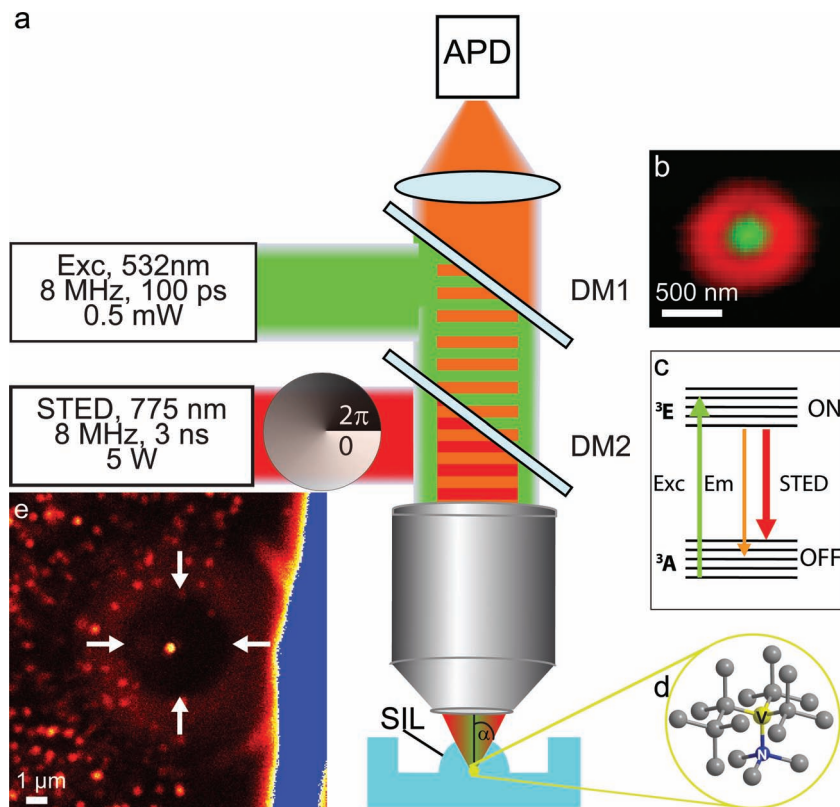 a
APD
Exc, 532nm
8 MHz, 100 ps
0.5 mW
DM1
STED, 775 nm
8 MHz, 3 ns
5 W
2π
0
DM2
b
500 nm
c
³E
ON
Exc
Em
STED
³A
OFF
e
1 µm
SIL
α
d
V
N